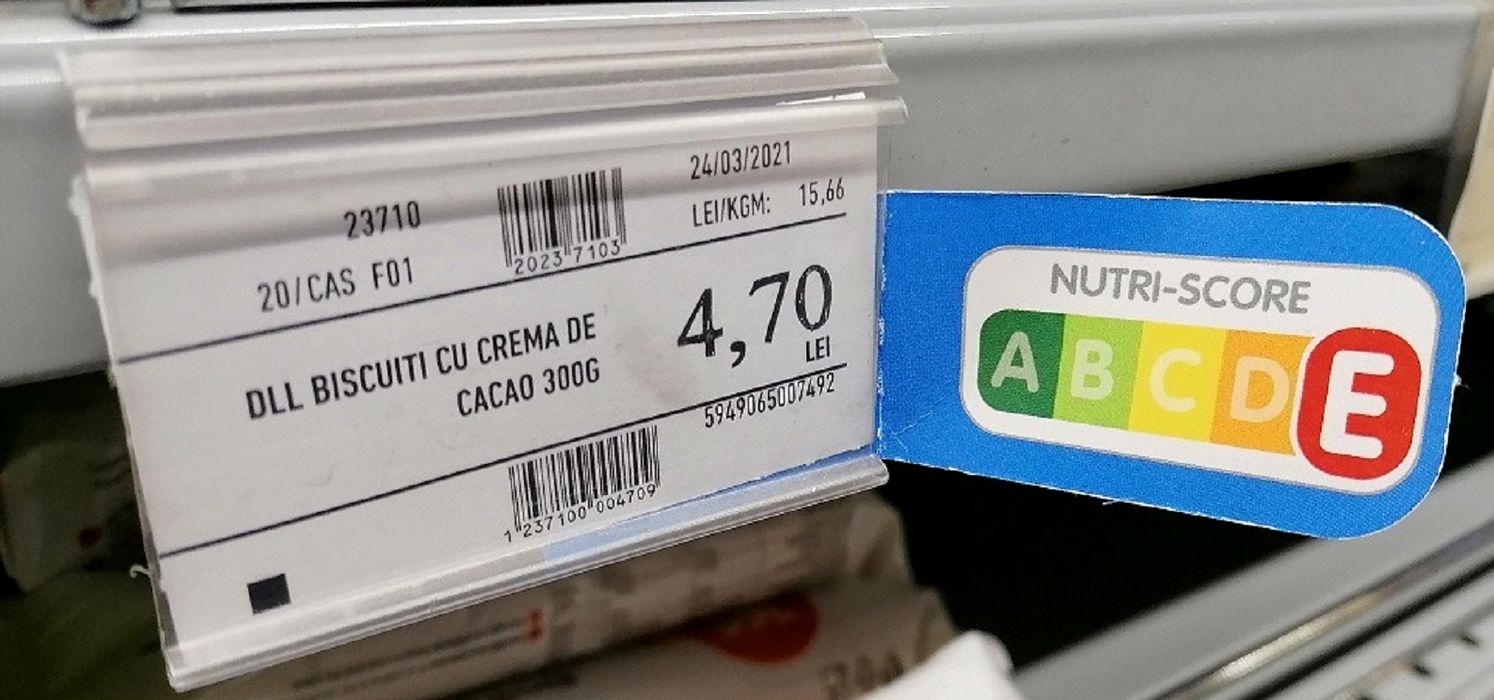 23710
20/CAS F01
2023 7103
24/03/2021
LEI/KGM: 15,66
DLL BISCUITI CU CREMA DE
CACAO 300G
4,70
LEI
5949065007492
1 237100 004709
NUTRI-SCORE
A B C D E